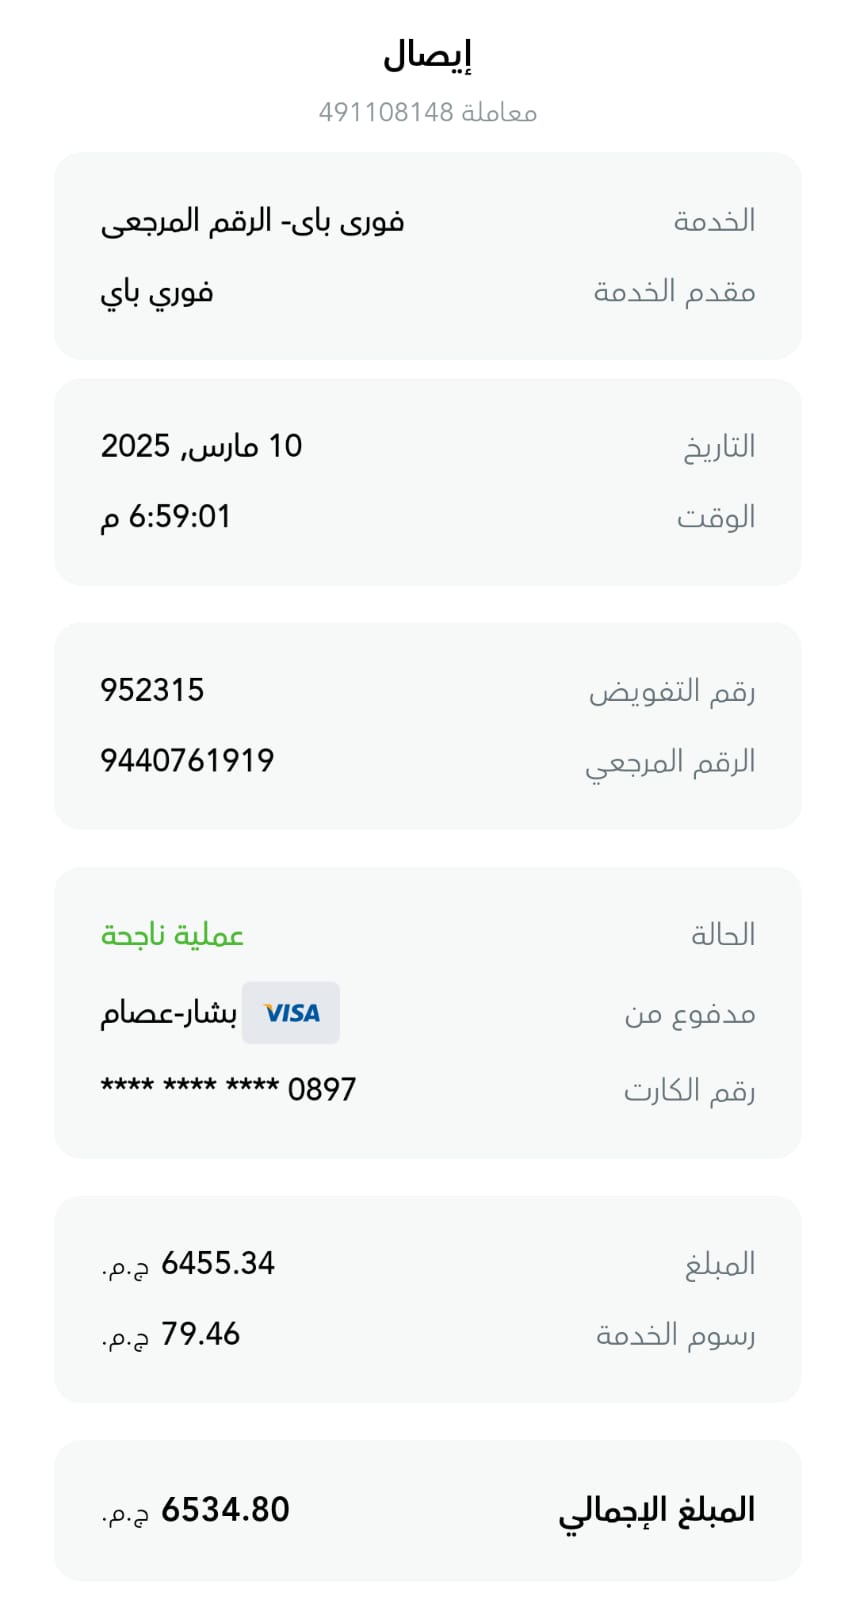 إيصال
معاملة 491108148
الخدمة فورى باى- الرقم المرجعى
مقدم الخدمة فوري باي
التاريخ 10 مارس, 2025
الوقت 6:59:01 م
رقم التفويض 952315
الرقم المرجعي 9440761919
الحالة عملية ناجحة
مدفوع من VISA بشار-عصام
رقم الكارت **** **** **** 0897
المبلغ 6455.34 ج.م.
رسوم الخدمة 79.46 ج.م.
المبلغ الإجمالي 6534.80 ج.م.